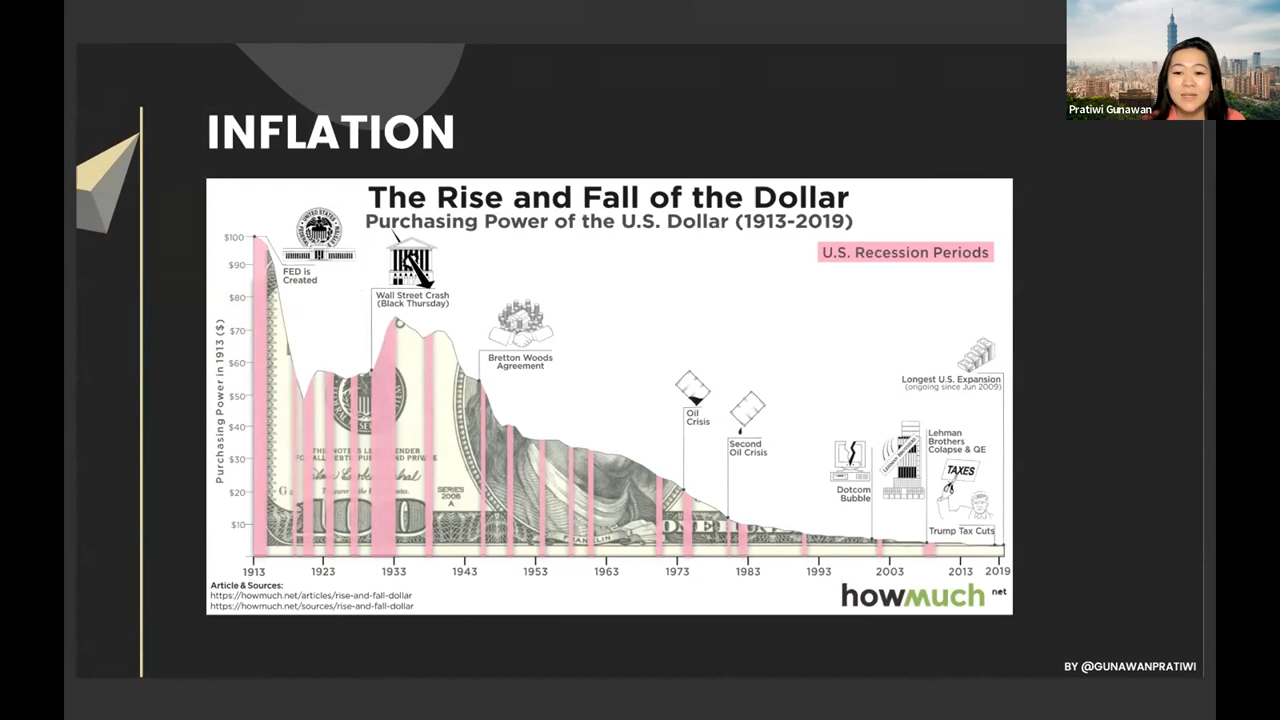 Pratiwi Gunawan
INFLATION
The Rise and Fall of the Dollar
Purchasing Power of the U.S. Dollar (1913-2019)
U.S. Recession Periods
Purchasing Power in 1913 ($)
$100
$90
$80
$70
$60
$50
$40
$30
$20
$10
FED is
Created
Wall Street Crash
(Black Thursday)
Bretton Woods
Agreement
Oil
Crisis
Second
Oil Crisis
Dotcom
Bubble
Longest U.S. Expansion
(ongoing since Jun 2009)
Lehman
Brothers
Colapse & QE
TAXES
Trump Tax Cuts
SERIES
2006
A
FRANKLIN
1913
1923
1933
1943
1953
1963
1973
1983
1993
2003
2013
2019
Article & Sources:
https://howmuch.net/articles/rise-and-fall-dollar
https://howmuch.net/sources/rise-and-fall-dollar
howmuch net
BY @GUNAWANPRATIWI